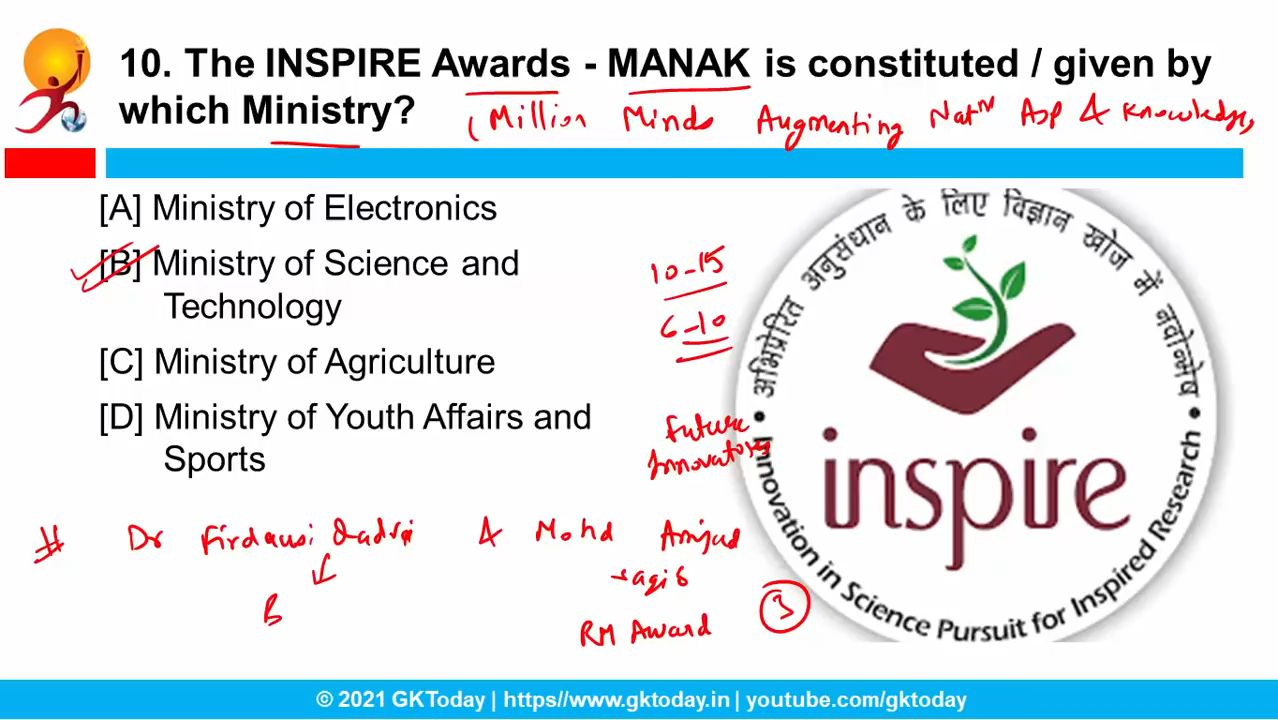 10. The INSPIRE Awards - MANAK is constituted / given by
which Ministry?
(Million Minds Augmenting Natn Asp & Knowledge)
[A] Ministry of Electronics
[B] Ministry of Science and
Technology
[C] Ministry of Agriculture
[D] Ministry of Youth Affairs and
Sports
10-15
6-10
Future
Innovators
# Dr Firdausi Qadri & Mohd Amjad
Saqib
B
RM Award
3
अभिप्रेरित अनुसंधान के लिए विज्ञान खोज में नवोन्मेष
inspire
Innovation in Science Pursuit for Inspired Research
© 2021 GKToday | https//www.gktoday.in | youtube.com/gktoday